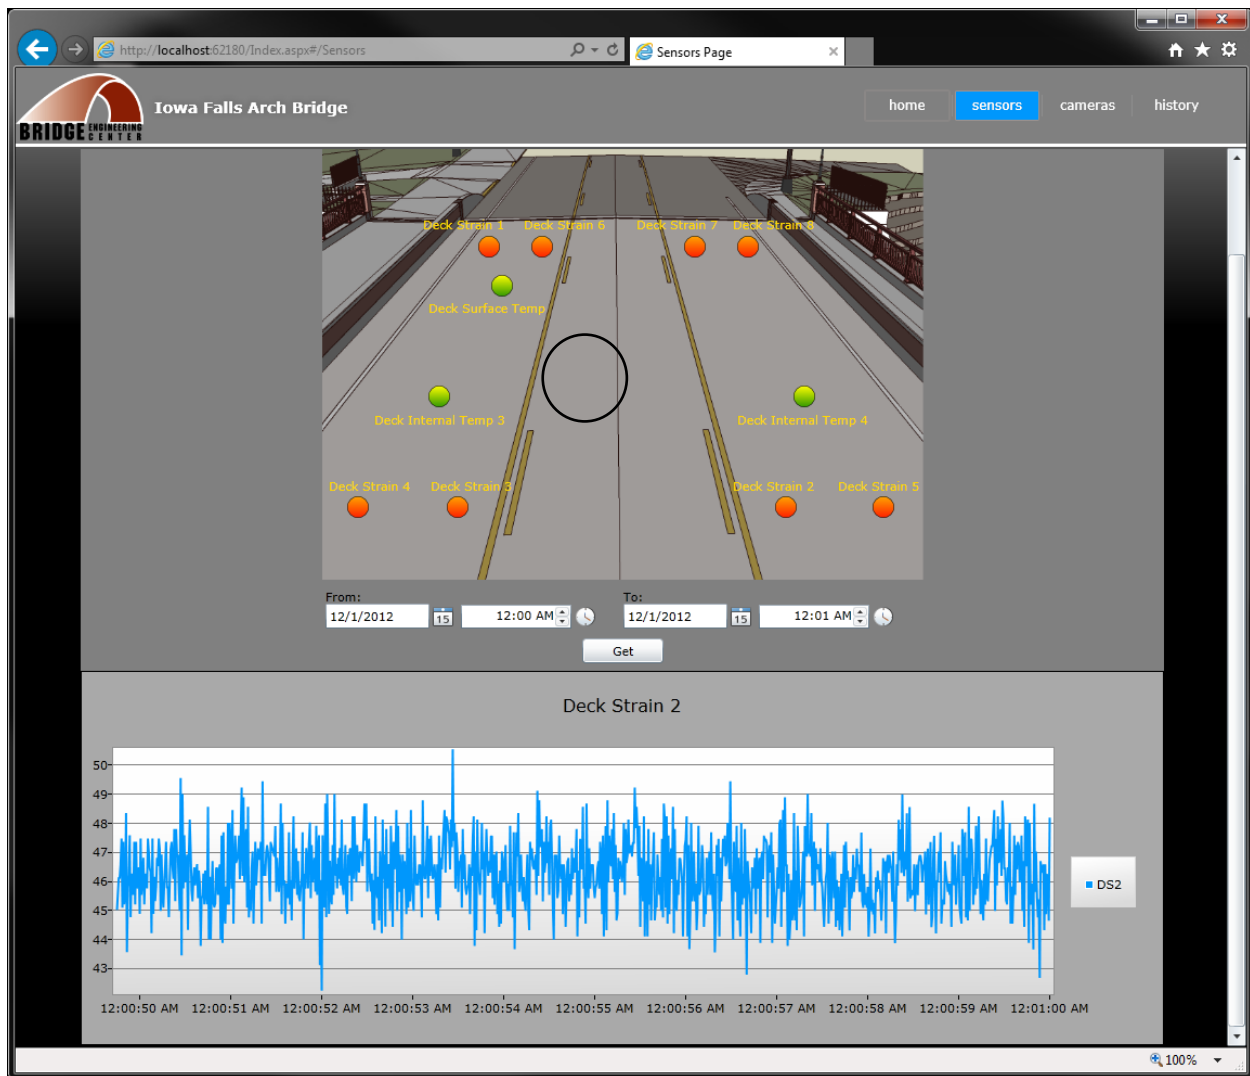 http://localhost:62180/Index.aspx#/Sensors
Sensors Page
BRIDGE ENGINEERING CENTER
Iowa Falls Arch Bridge
home sensors cameras history
Deck Strain 1 Deck Strain 6 Deck Strain 7 Deck Strain 8
Deck Surface Temp
Deck Internal Temp 3 Deck Internal Temp 4
Deck Strain 4 Deck Strain 3 Deck Strain 2 Deck Strain 5
From: To:
12/1/2012 15 12:00 AM 12/1/2012 15 12:01 AM
Get
Deck Strain 2
50
49
48
47
46
45
44
43
DS2
12:00:50 AM 12:00:51 AM 12:00:52 AM 12:00:53 AM 12:00:54 AM 12:00:55 AM 12:00:56 AM 12:00:57 AM 12:00:58 AM 12:00:59 AM 12:01:00 AM
100%